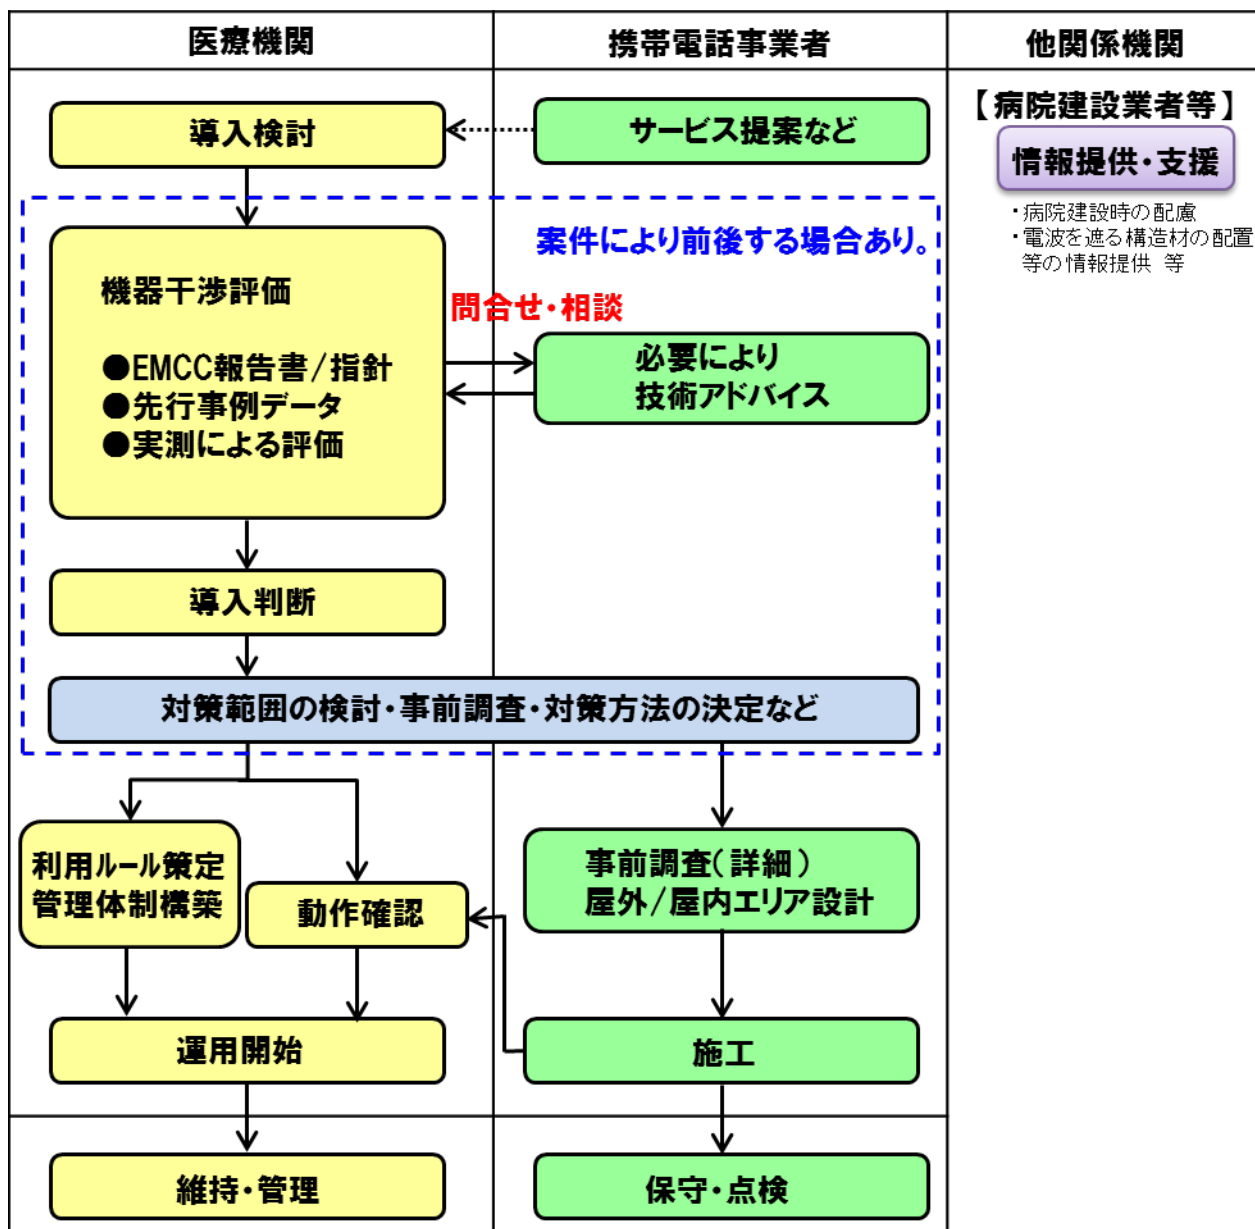 医療機関
携帯電話事業者
他関係機関
導入検討
サービス提案など
【病院建設業者等】
情報提供・支援
・病院建設時の配慮
・電波を遮る構造材の配置
等の情報提供 等
案件により前後する場合あり。
機器干渉評価
●EMCC報告書/指針
●先行事例データ
●実測による評価
問合せ・相談
必要により
技術アドバイス
導入判断
対策範囲の検討・事前調査・対策方法の決定など
利用ルール策定
管理体制構築
動作確認
事前調査(詳細)
屋外/屋内エリア設計
運用開始
施工
維持・管理
保守・点検